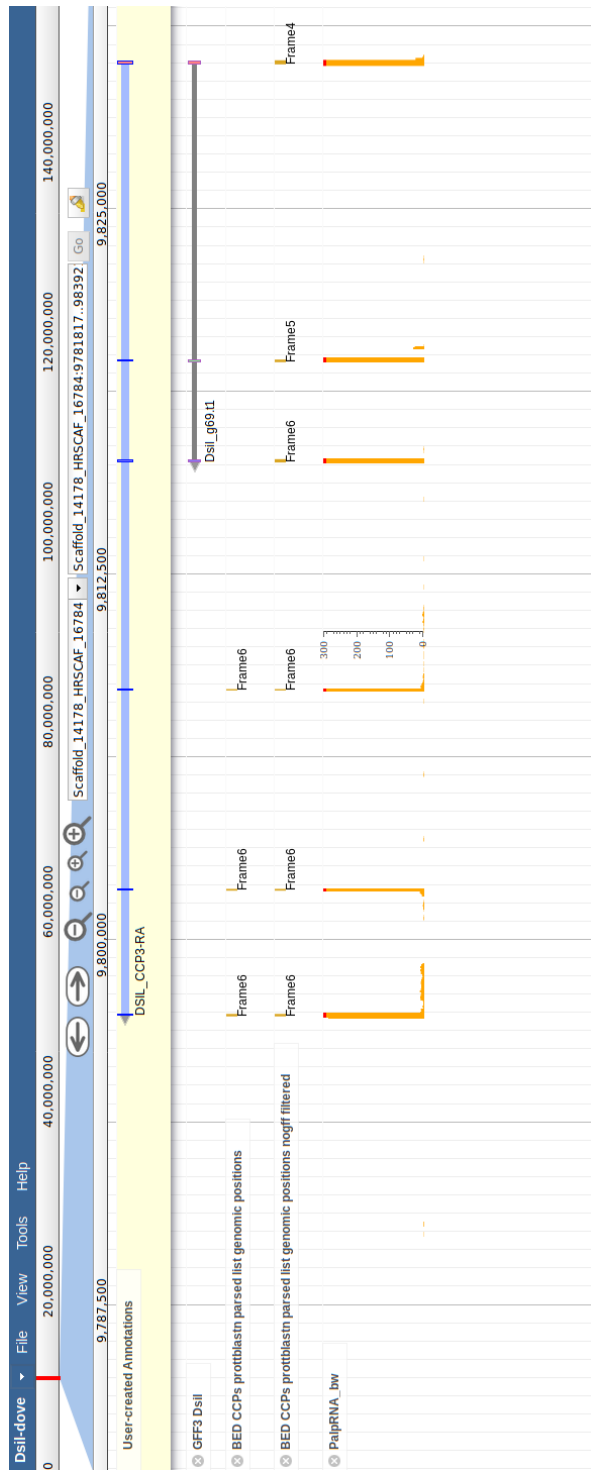 Dsil-dove File View Tools Help
0 20,000,000 40,000,000 60,000,000 80,000,000 100,000,000 120,000,000 140,000,000
Scaffold_14178_HRSCAF_16784 Scaffold_14178_HRSCAF_16784:9781817..98392 Go
9,787,500 9,800,000 9,812,500 9,825,000
User-created Annotations
DSIL_CCP3-RA
GFF3 Dsil
Dsil_g69.t1
BED CCPs prottblastn parsed list genomic positions
Frame6 Frame6 Frame6
BED CCPs prottblastn parsed list genomic positions nogff filtered
Frame6 Frame6 Frame6 Frame6 Frame5 Frame4
PalpRNA_bw
300
200
100
0